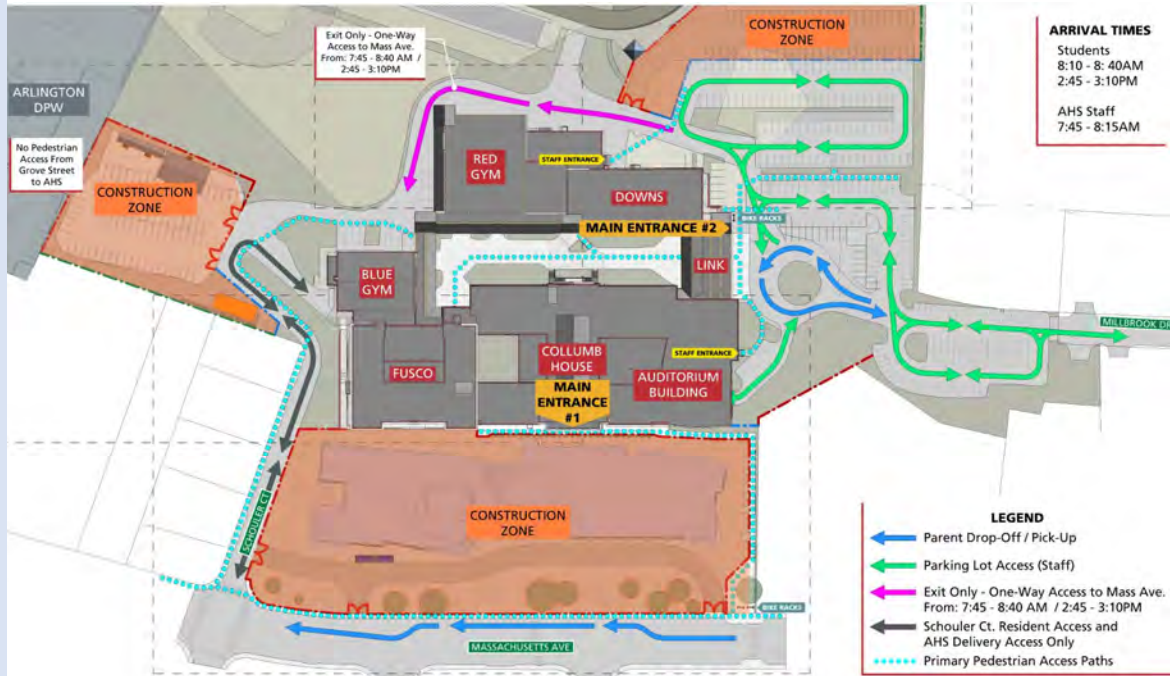 Exit Only - One-Way
Access to Mass Ave.
From: 7:45 - 8:40 AM /
2:45 - 3:10PM
CONSTRUCTION
ZONE
ARRIVAL TIMES
Students
8:10 - 8: 40AM
2:45 - 3:10PM
AHS Staff
7:45 - 8:15AM
ARLINGTON
DPW
No Pedestrian
Access From
Grove Street
to AHS
CONSTRUCTION
ZONE
RED
GYM
STAFF ENTRANCE
DOWNS
BIKE RACKS
MAIN ENTRANCE #2
LINK
BLUE
GYM
MILLBROOK DR
COLLUMB
HOUSE
STAFF ENTRANCE
FUSCO
AUDITORIUM
BUILDING
MAIN
ENTRANCE
#1
CONSTRUCTION
ZONE
SCHOULER CT
BIKE RACKS
MASSACHUSETTS AVE
LEGEND
Parent Drop-Off / Pick-Up
Parking Lot Access (Staff)
Exit Only - One-Way Access to Mass Ave.
From: 7:45 - 8:40 AM / 2:45 - 3:10PM
Schouler Ct. Resident Access and
AHS Delivery Access Only
Primary Pedestrian Access Paths